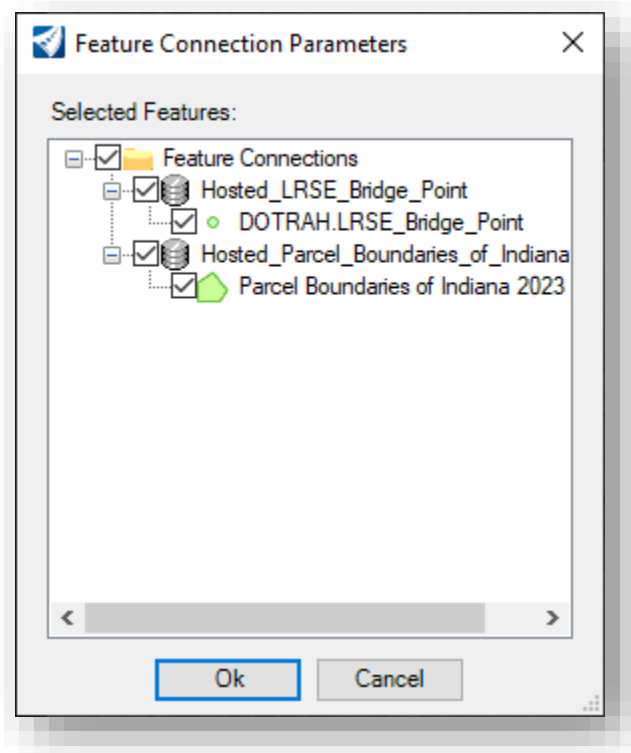 Feature Connection Parameters
Selected Features:
Feature Connections
Hosted_LRSE_Bridge_Point
DOTRAH.LRSE_Bridge_Point
Hosted_Parcel_Boundaries_of_Indiana
Parcel Boundaries of Indiana 2023
Ok Cancel